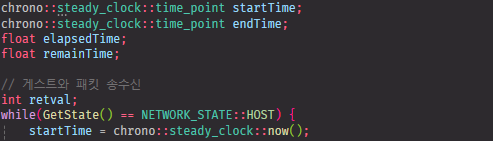 chrono::steady_clock::time_point startTime;
chrono::steady_clock::time_point endTime;
float elapsedTime;
float remainTime;
// 게스트와 패킷 송수신
int retval;
while(GetState() == NETWORK_STATE::HOST) {
startTime = chrono::steady_clock::now();